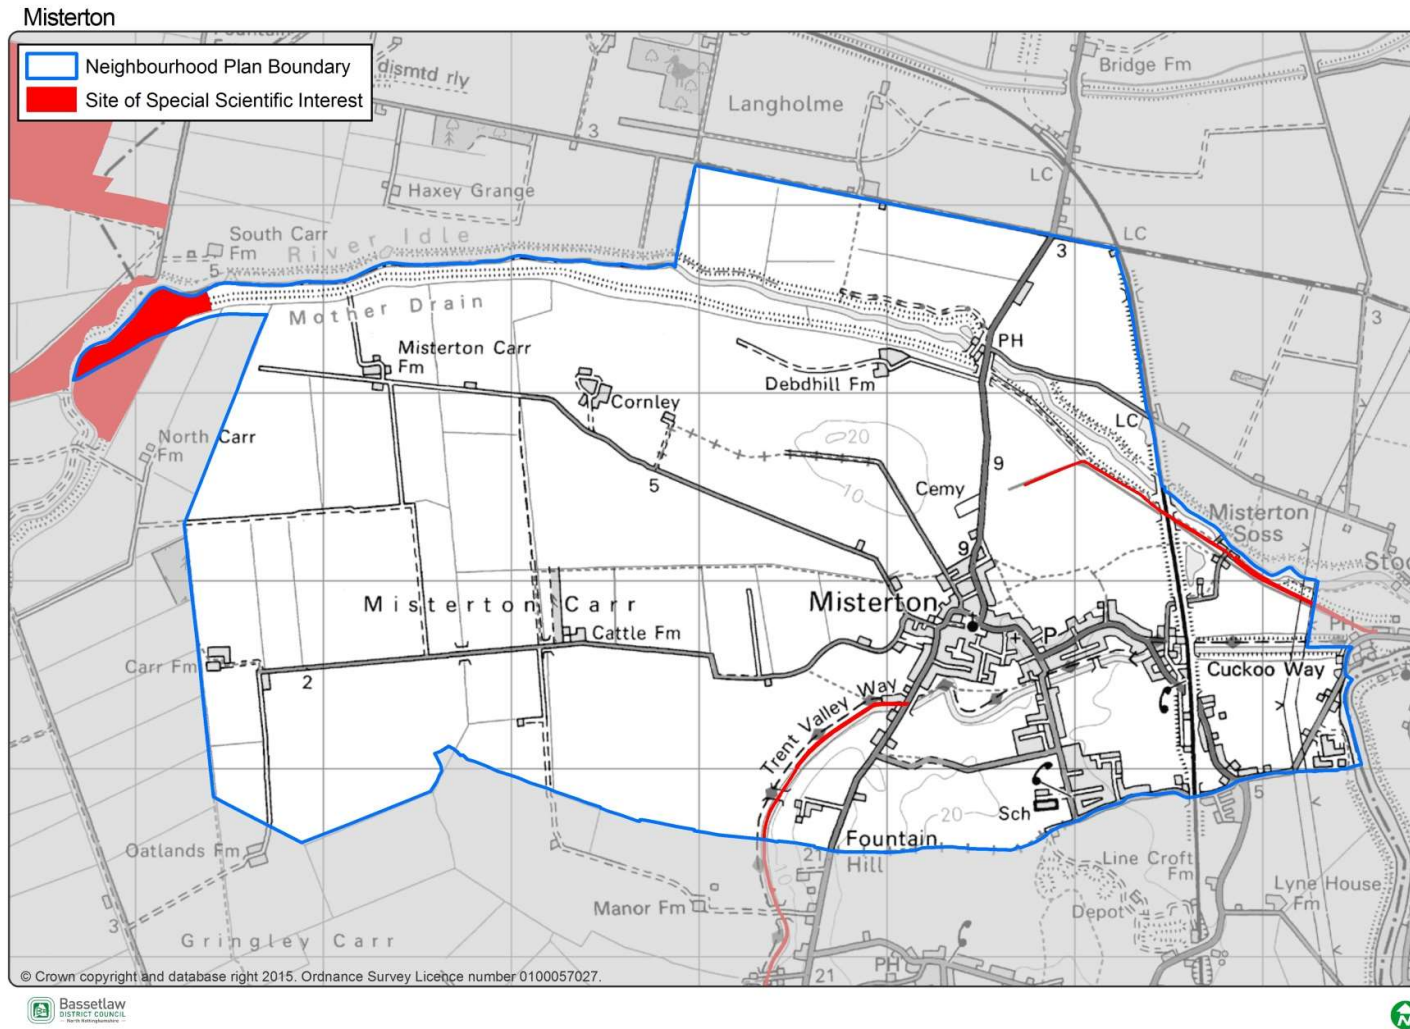 Misterton
Neighbourhood Plan Boundary
Site of Special Scientific Interest
dismtd rly
Langholme
Bridge Fm
3
LC
Haxey Grange
South Carr
Fm
5
River Idle
LC
3
Mother Drain
3
PH
Misterton Carr
Fm
Debdhill Fm
Cornley
LC
North Carr
Fm
20
10
9
5
Cemy
Misterton
Soss
9
Misterton Carr
Misterton
Cattle Fm
P
PH
Carr Fm
2
Cuckoo Way
Trent Valley Way
Sch
5
20
Fountain
Hill
21
Oatlands Fm
10
Line Croft
Fm
Lyne House
Fm
Manor Fm
Depot
3
Gringley Carr
PH
21
© Crown copyright and database right 2015. Ordnance Survey Licence number 0100057027.
Bassetlaw
DISTRICT COUNCIL
North Nottinghamshire
N